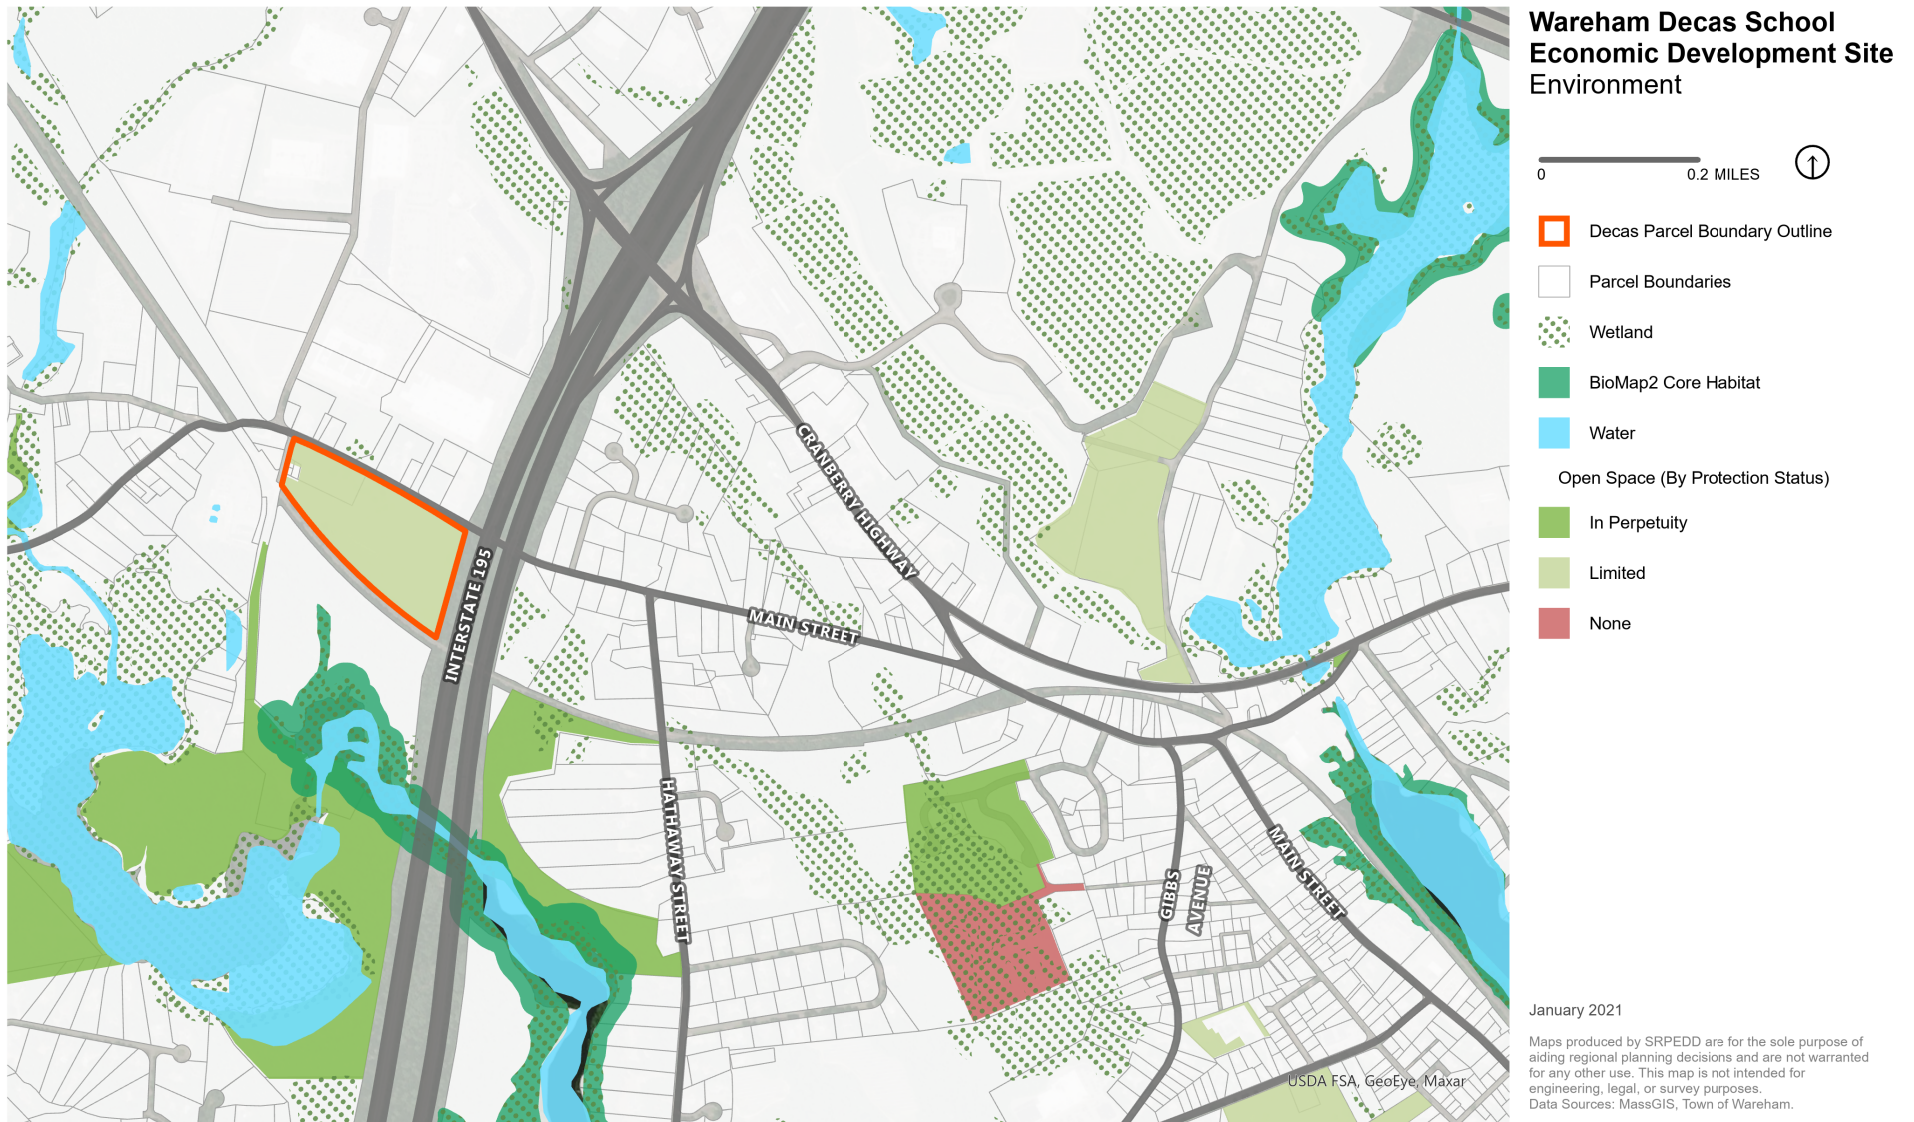 Wareham Decas School
Economic Development Site
Environment
0 0.2 MILES
Decas Parcel Boundary Outline
Parcel Boundaries
Wetland
BioMap2 Core Habitat
Water
Open Space (By Protection Status)
In Perpetuity
Limited
None
CRANBERRY HIGHWAY
INTERSTATE 195
MAIN STREET
HATHAWAY STREET
GIBBS
AVENUE
MAIN STREET
USDA FSA, GeoEye, Maxar
January 2021
Maps produced by SRPEDD are for the sole purpose of
aiding regional planning decisions and are not warranted
for any other use. This map is not intended for
engineering, legal, or survey purposes.
Data Sources: MassGIS, Town of Wareham.